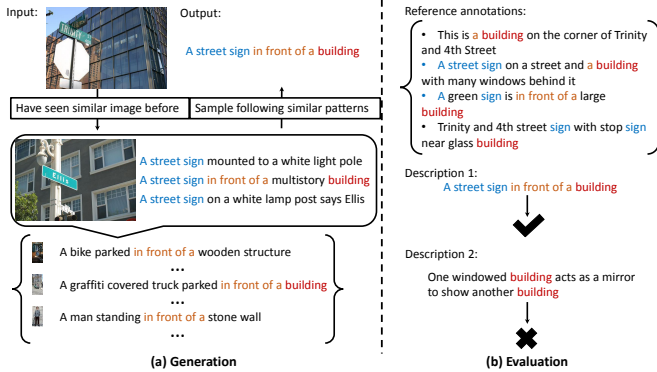 Input:
Output:
TRINITY
A street sign in front of a building
Have seen similar image before
Sample following similar patterns
Ellis
A street sign mounted to a white light pole
A street sign in front of a multistory building
A street sign on a white lamp post says Ellis
A bike parked in front of a wooden structure
...
A graffiti covered truck parked in front of a building
...
A man standing in front of a stone wall
...
(a) Generation
Reference annotations:
• This is a building on the corner of Trinity
and 4th Street
• A street sign on a street and a building
with many windows behind it
• A green sign is in front of a large
building
• Trinity and 4th street sign with stop sign
near glass building
Description 1:
A street sign in front of a building
Description 2:
One windowed building acts as a mirror
to show another building
(b) Evaluation